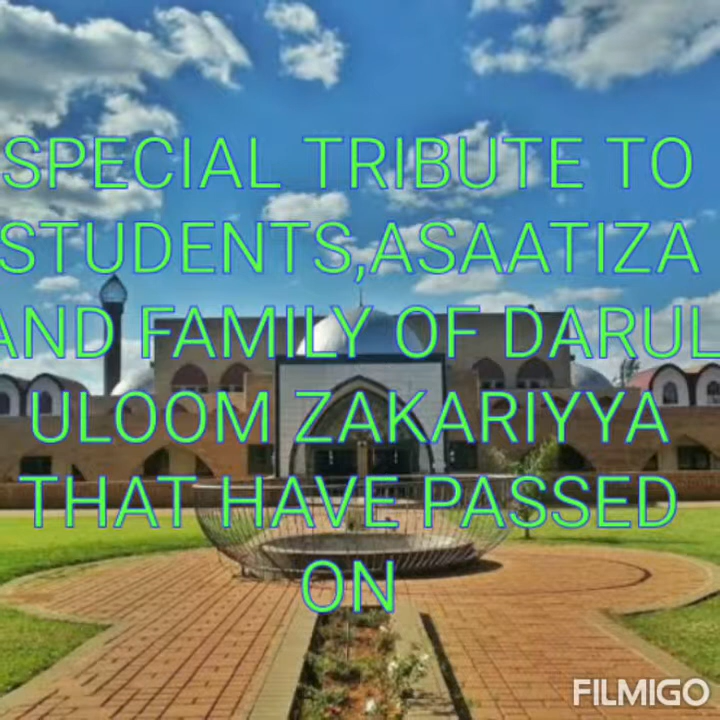 SPECIAL TRIBUTE TO
STUDENTS,ASAATIZA
AND FAMILY OF DARUL
ULOOM ZAKARIYYA
THAT HAVE PASSED
ON
FILMIGO